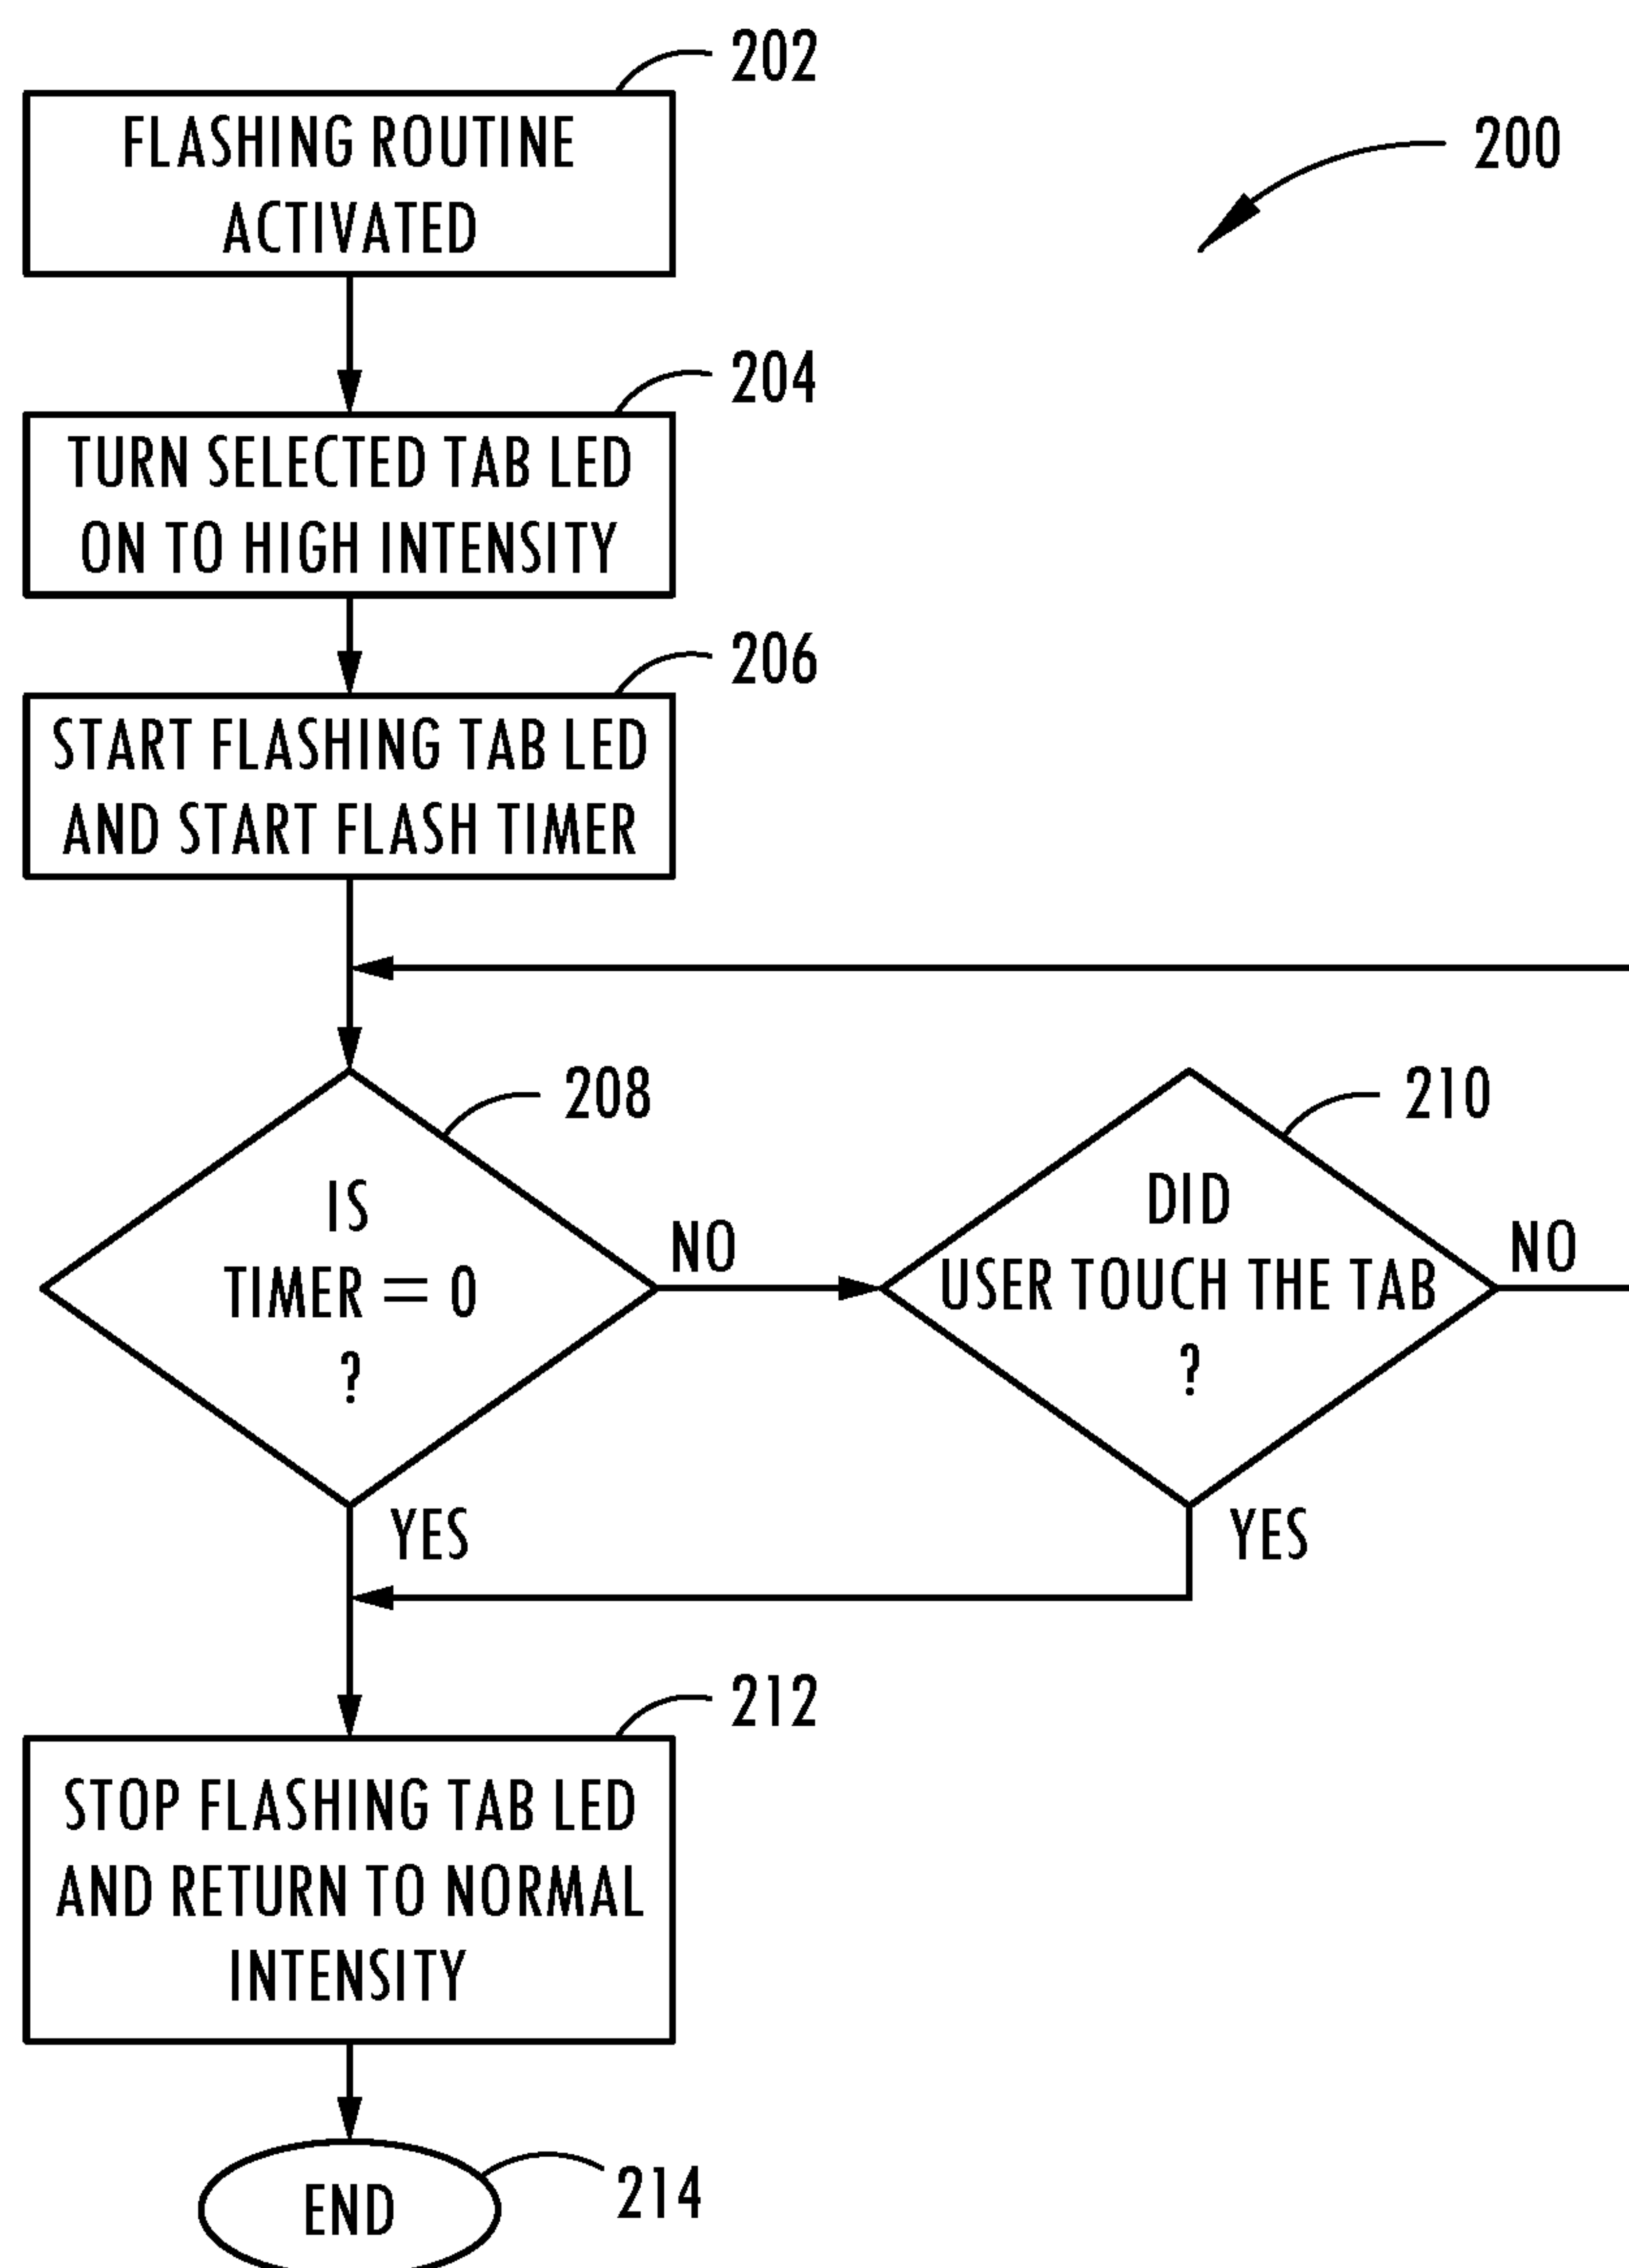 202
FLASHING ROUTINE
ACTIVATED
200
204
TURN SELECTED TAB LED
ON TO HIGH INTENSITY
206
START FLASHING TAB LED
AND START FLASH TIMER
208
IS
TIMER = 0
?
NO
YES
210
DID
USER TOUCH THE TAB
?
NO
YES
212
STOP FLASHING TAB LED
AND RETURN TO NORMAL
INTENSITY
END
214